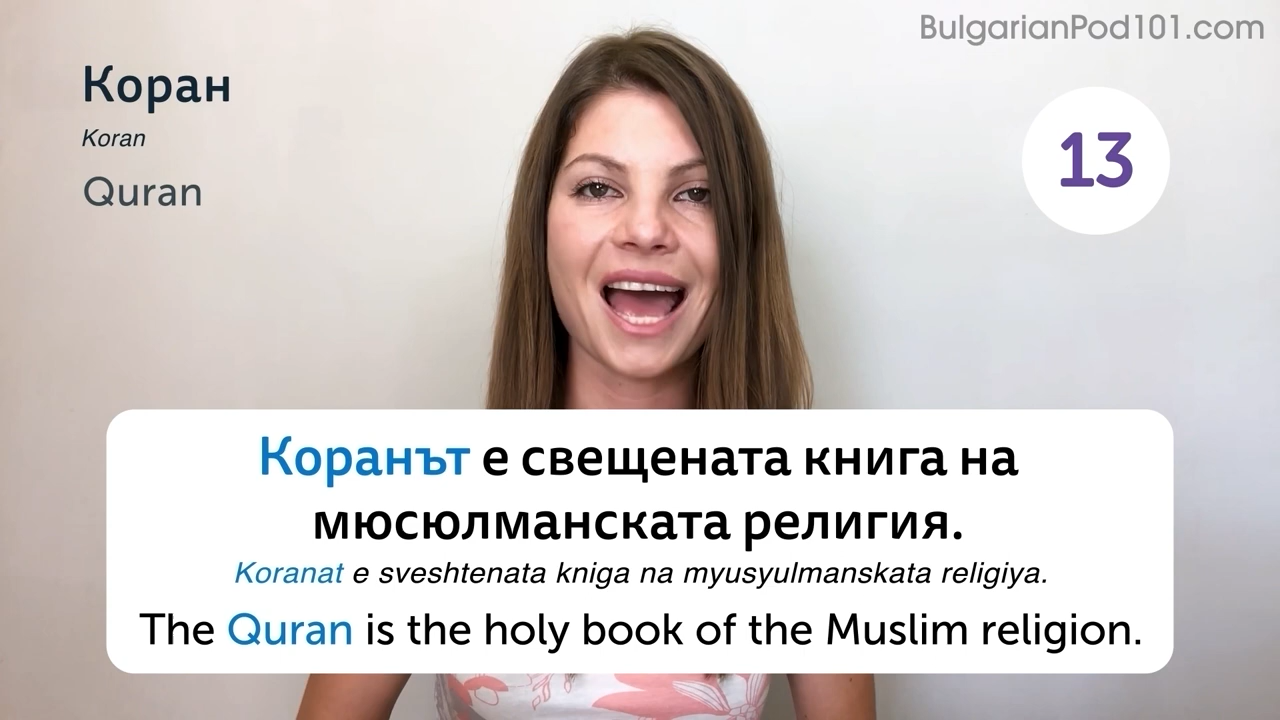 BulgarianPod101.com
Коран
Koran
Quran
13
Коранът е свещената книга на
мюсюлманската религия.
Koranat e sveshtenata kniga na myusyulmanskata religiya.
The Quran is the holy book of the Muslim religion.